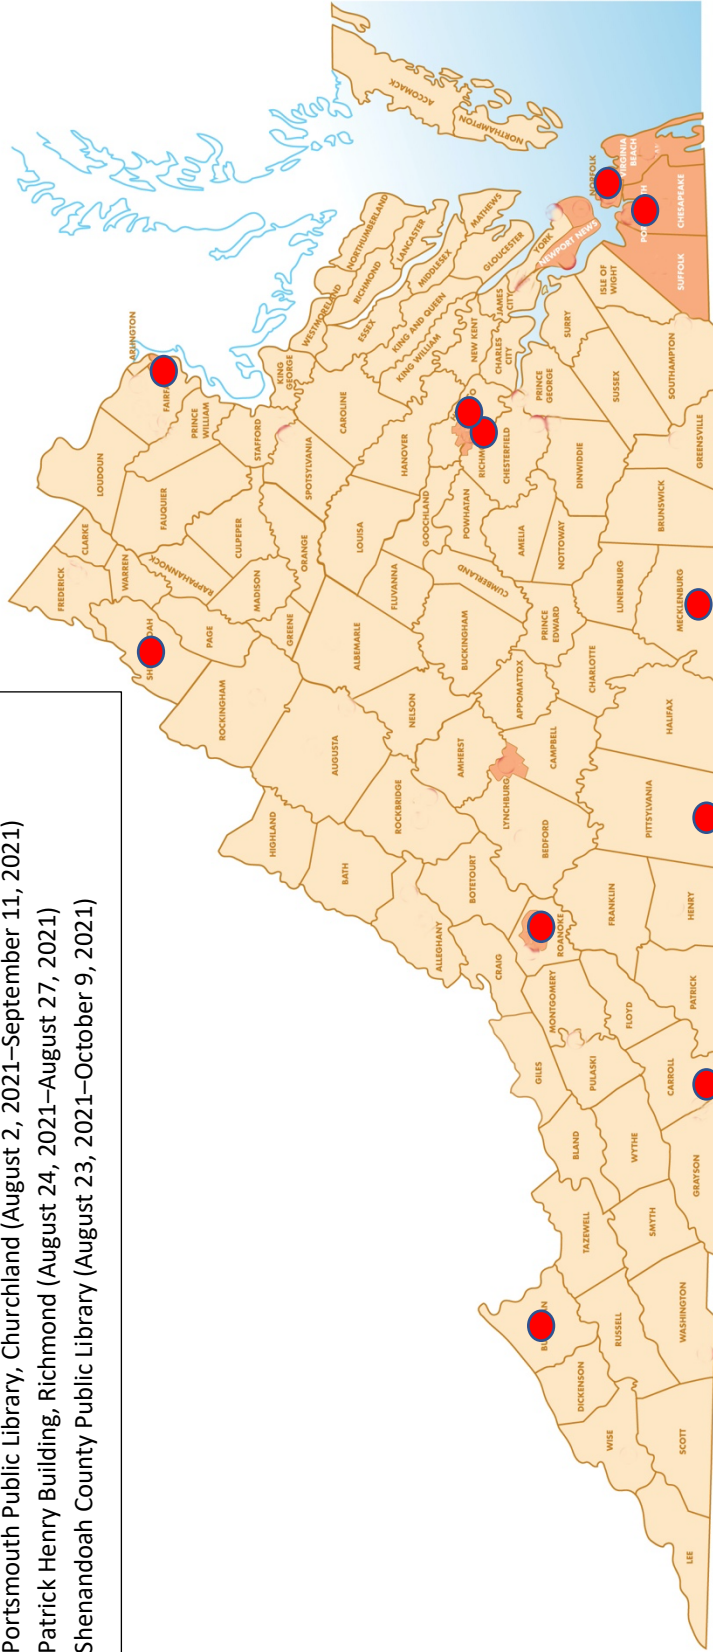 Portsmouth Public Library, Churchland (August 2, 2021–September 11, 2021)
Patrick Henry Building, Richmond (August 24, 2021–August 27, 2021)
Shenandoah County Public Library (August 23, 2021–October 9, 2021)
FREDERICK
CLARKE
LOUDOUN
ARLINGTON
WARREN
FAUQUIER
PRINCE
WILLIAM
PAGE
RAPPAHANNOCK
CULPEPER
STAFFORD
KING
GEORGE
WESTMORELAND
NORTHUMBERLAND
RICHMOND
LANCASTER
ACCOMACK
NORTHAMPTON
ROCKINGHAM
GREENE
MADISON
ORANGE
SPOTSYLVANIA
CAROLINE
ESSEX
MIDDLESEX
MATHEWS
HIGHLAND
AUGUSTA
ALBEMARLE
LOUISA
HANOVER
KING AND QUEEN
KING WILLIAM
GLOUCESTER
BATH
ROCKBRIDGE
NELSON
FLUVANNA
GOOCHLAND
NEW KENT
CHARLES
CITY
JAMES
CITY
YORK
NEWPORT NEWS
NORFOLK
VIRGINIA
BEACH
ALLEGHANY
BOTETOURT
AMHERST
BUCKINGHAM
CUMBERLAND
POWHATAN
CHESTERFIELD
CRAIG
LYNCHBURG
BEDFORD
APPOMATTOX
CAMPBELL
PRINCE
EDWARD
AMELIA
NOTTOWAY
DINWIDDIE
PRINCE
GEORGE
SURRY
ISLE OF
WIGHT
SUSSEX
SOUTHAMPTON
SUFFOLK
CHESAPEAKE
GILES
MONTGOMERY
ROANOKE
FRANKLIN
PITTSYLVANIA
CHARLOTTE
HALIFAX
LUNENBURG
MECKLENBURG
BRUNSWICK
GREENSVILLE
BLAND
PULASKI
FLOYD
HENRY
PATRICK
CARROLL
TAZEWELL
WYTHE
SMYTH
GRAYSON
DICKENSON
RUSSELL
WASHINGTON
WISE
SCOTT
LEE